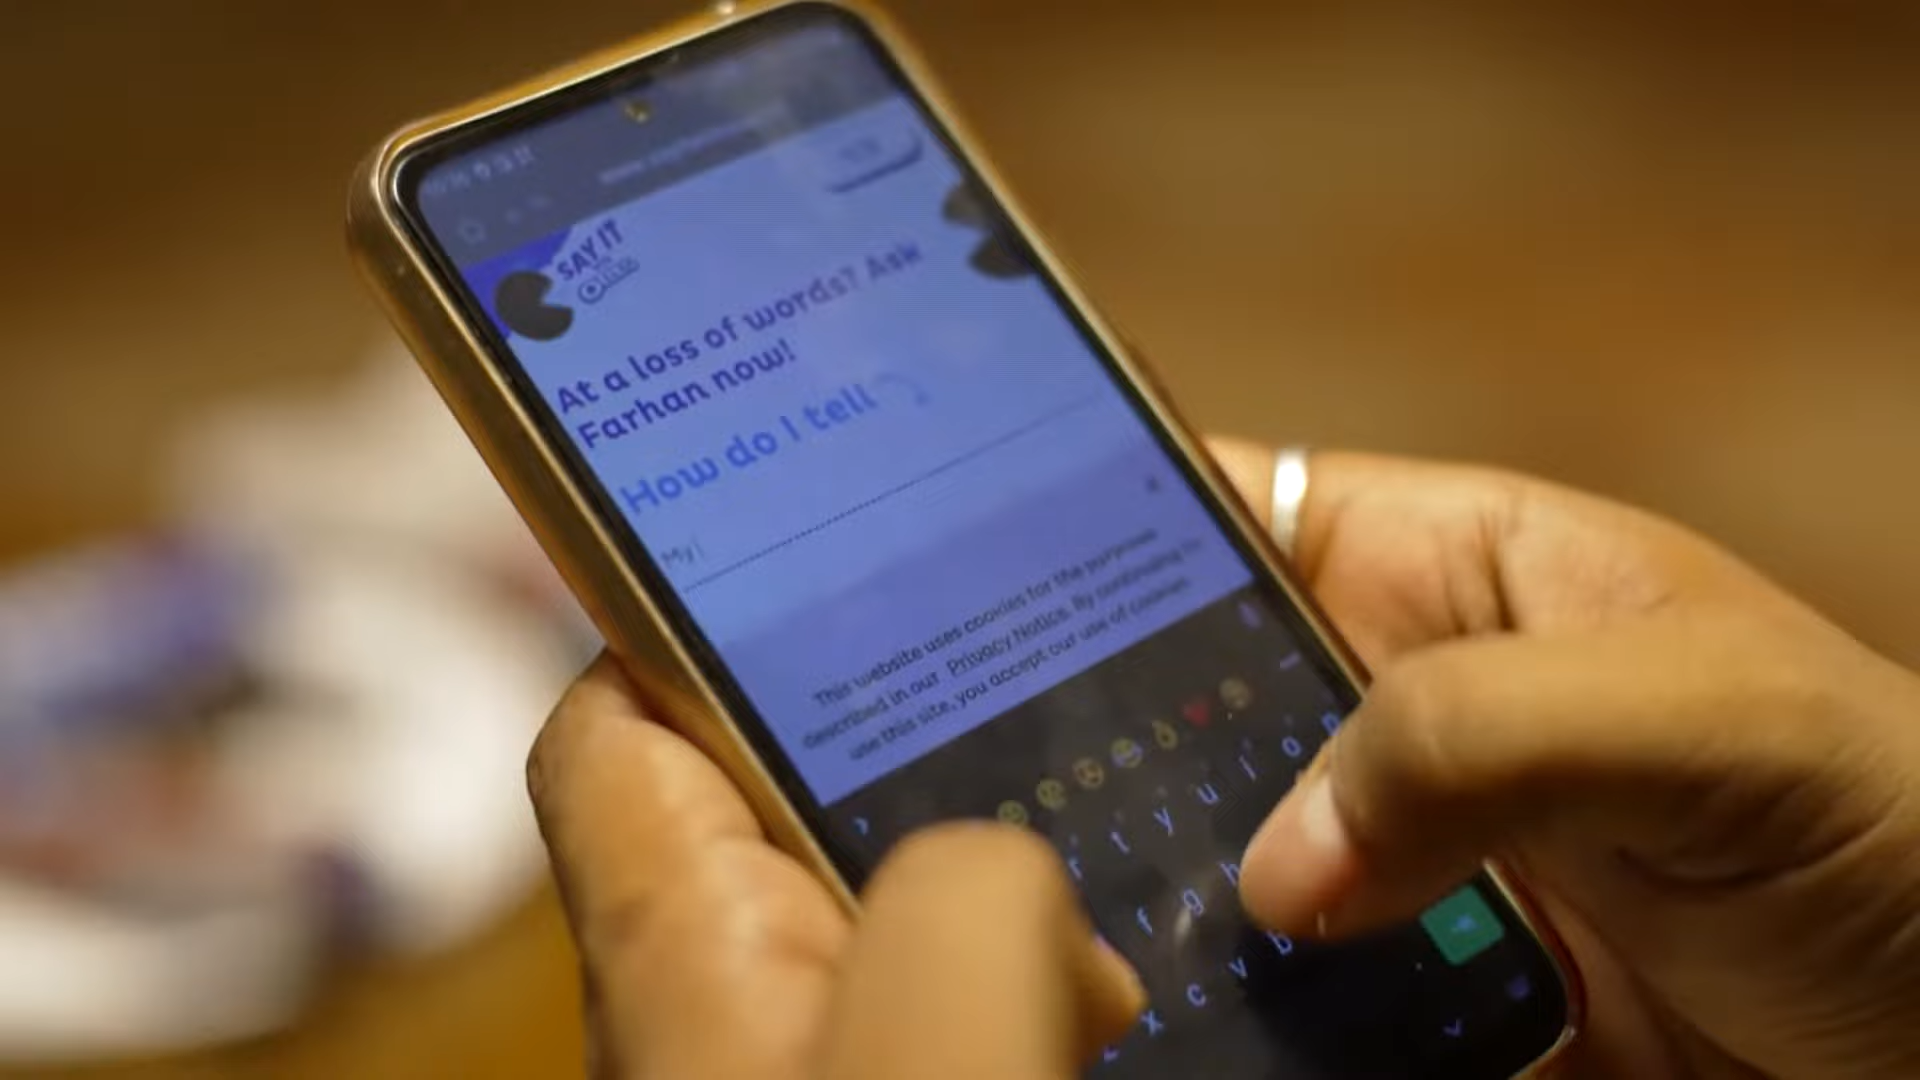 SAY IT
At a loss of words? Ask
Farhan now!
How do I tell
My
This website uses cookies for the purposes
described in our Privacy Notice. By continuing to
use this site, you accept our use of cookies
p
r t y u i o
f g h
x c v b